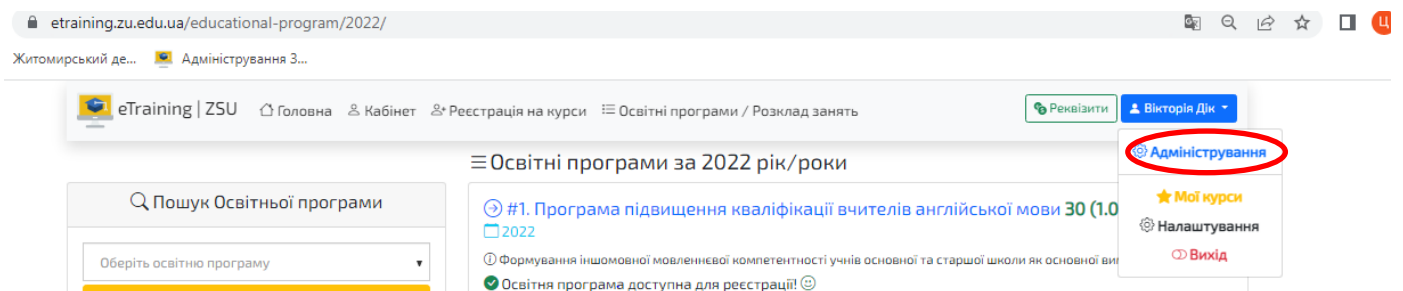 etraining.zu.edu.ua/educational-program/2022/
Ц
Житомирський де... Адміністрування З...
eTraining | ZSU Головна Кабінет Реєстрація на курси Освітні програми / Розклад занять Реквізити Вікторія Дік
Освітні програми за 2022 рік/роки
Адміністрування
Мої курси
Налаштування
Вихід
Пошук Освітньої програми
Оберіть освітню програму
#1. Програма підвищення кваліфікації вчителів англійської мови 30 (1.0
2022
Формування іншомовної мовленнєвої компетентності учнів основної та старшої школи як основної вим
Освітня програма доступна для реєстрації!